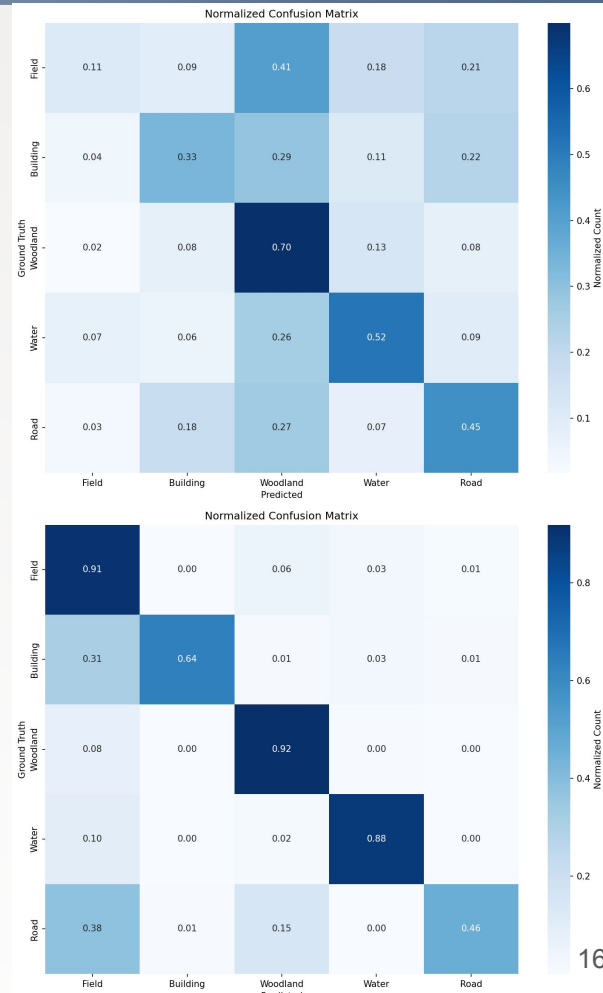 Normalized Confusion Matrix
Field 0.11 0.09 0.41 0.18 0.21
Building 0.04 0.33 0.29 0.11 0.22
Ground Truth
Woodland 0.02 0.08 0.70 0.13 0.08
Water 0.07 0.06 0.26 0.52 0.09
Road 0.03 0.18 0.27 0.07 0.45
Field Building Woodland Water Road
Predicted
0.6
0.5
0.4
0.3
0.2
0.1
Normalized Count
Normalized Confusion Matrix
Field 0.91 0.00 0.06 0.03 0.01
Building 0.31 0.64 0.01 0.03 0.01
Ground Truth
Woodland 0.08 0.00 0.92 0.00 0.00
Water 0.10 0.00 0.02 0.88 0.00
Road 0.38 0.01 0.15 0.00 0.46
Field Building Woodland Water Road
0.8
0.6
0.4
0.2
Normalized Count
16